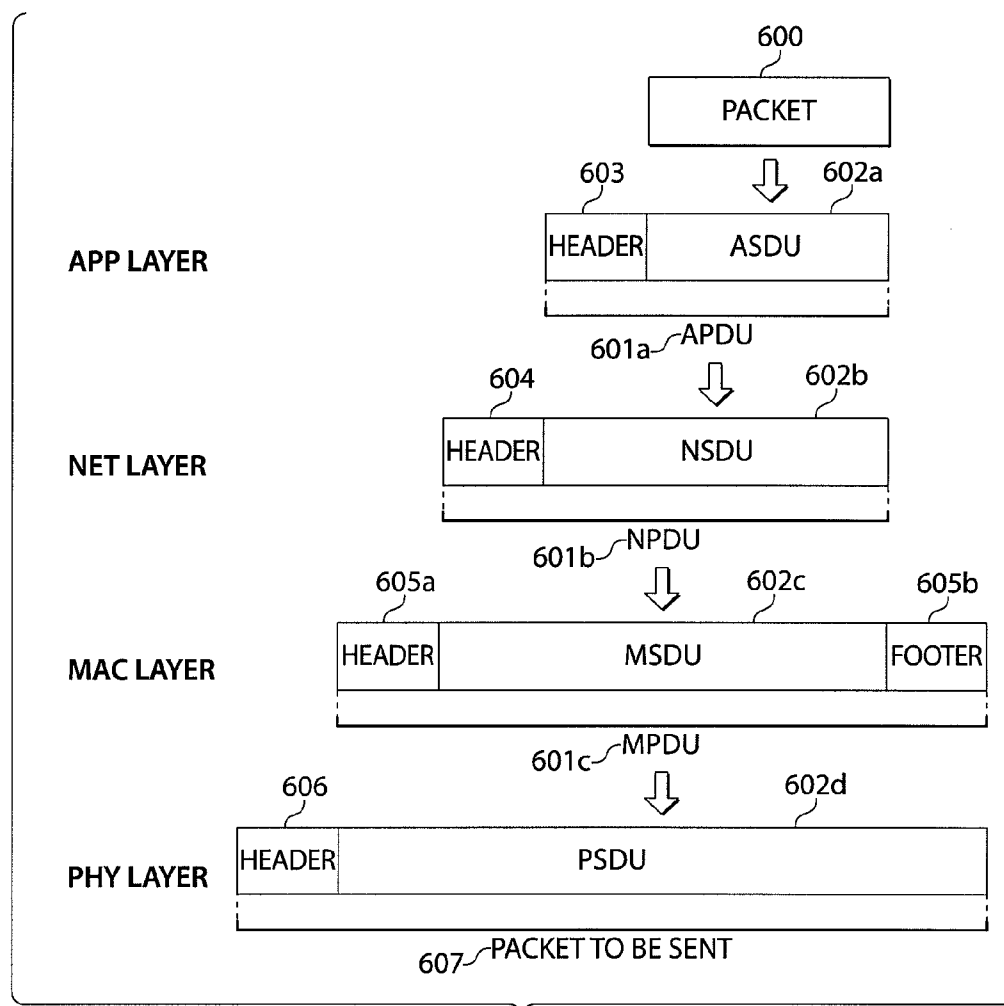 600
PACKET
603
602a
APP LAYER
HEADER
ASDU
601a
APDU
604
602b
NET LAYER
HEADER
NSDU
601b
NPDU
605a
602c
605b
MAC LAYER
HEADER
MSDU
FOOTER
601c
MPDU
606
602d
PHY LAYER
HEADER
PSDU
607
PACKET TO BE SENT